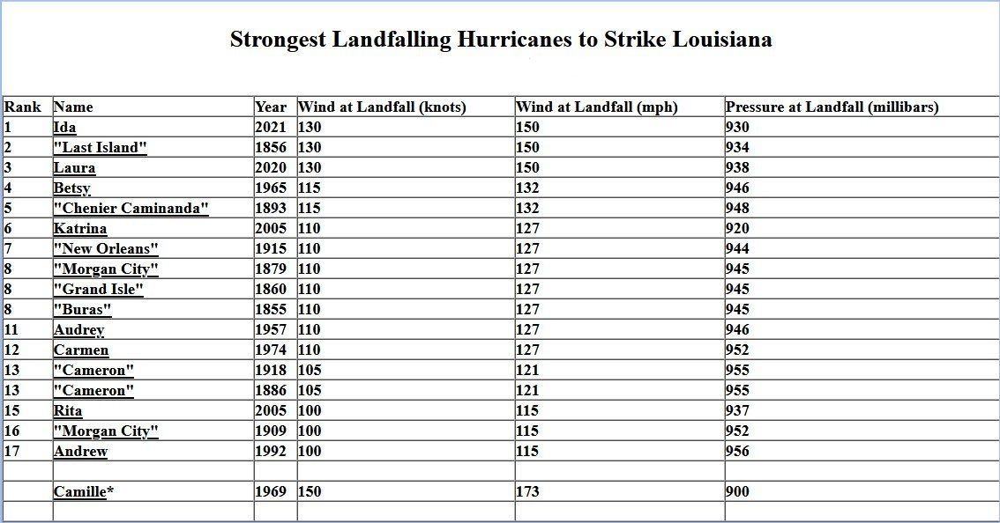 Strongest Landfalling Hurricanes to Strike Louisiana
Rank Name Year Wind at Landfall (knots) Wind at Landfall (mph) Pressure at Landfall (millibars)
1 Ida 2021 130 150 930
2 "Last Island" 1856 130 150 934
3 Laura 2020 130 150 938
4 Betsy 1965 115 132 946
5 "Chenier Caminanda" 1893 115 132 948
6 Katrina 2005 110 127 920
7 "New Orleans" 1915 110 127 944
8 "Morgan City" 1879 110 127 945
8 "Grand Isle" 1860 110 127 945
8 "Buras" 1855 110 127 945
11 Audrey 1957 110 127 946
12 Carmen 1974 110 127 952
13 "Cameron" 1918 105 121 955
13 "Cameron" 1886 105 121 955
15 Rita 2005 100 115 937
16 "Morgan City" 1909 100 115 952
17 Andrew 1992 100 115 956
Camille* 1969 150 173 900